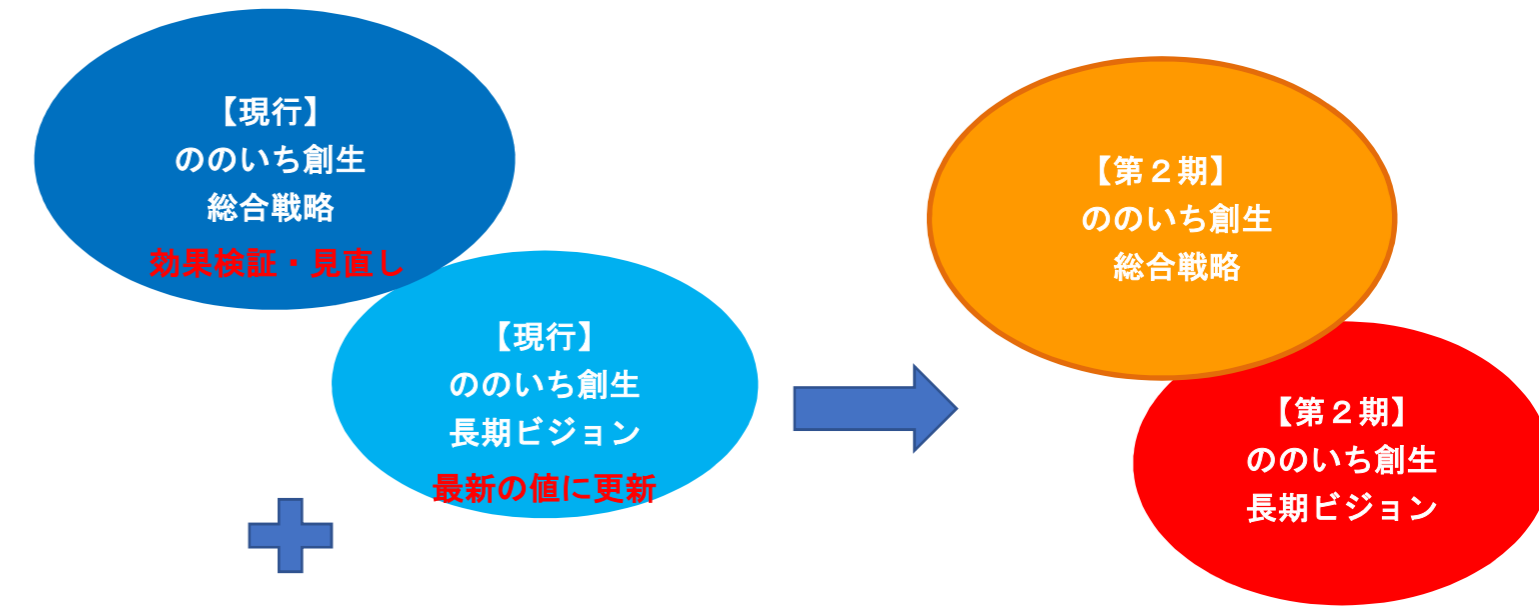 【現行】
ののいち創生
総合戦略
効果検証・見直し
【現行】
ののいち創生
長期ビジョン
最新の値に更新
【第２期】
ののいち創生
総合戦略
【第２期】
ののいち創生
長期ビジョン